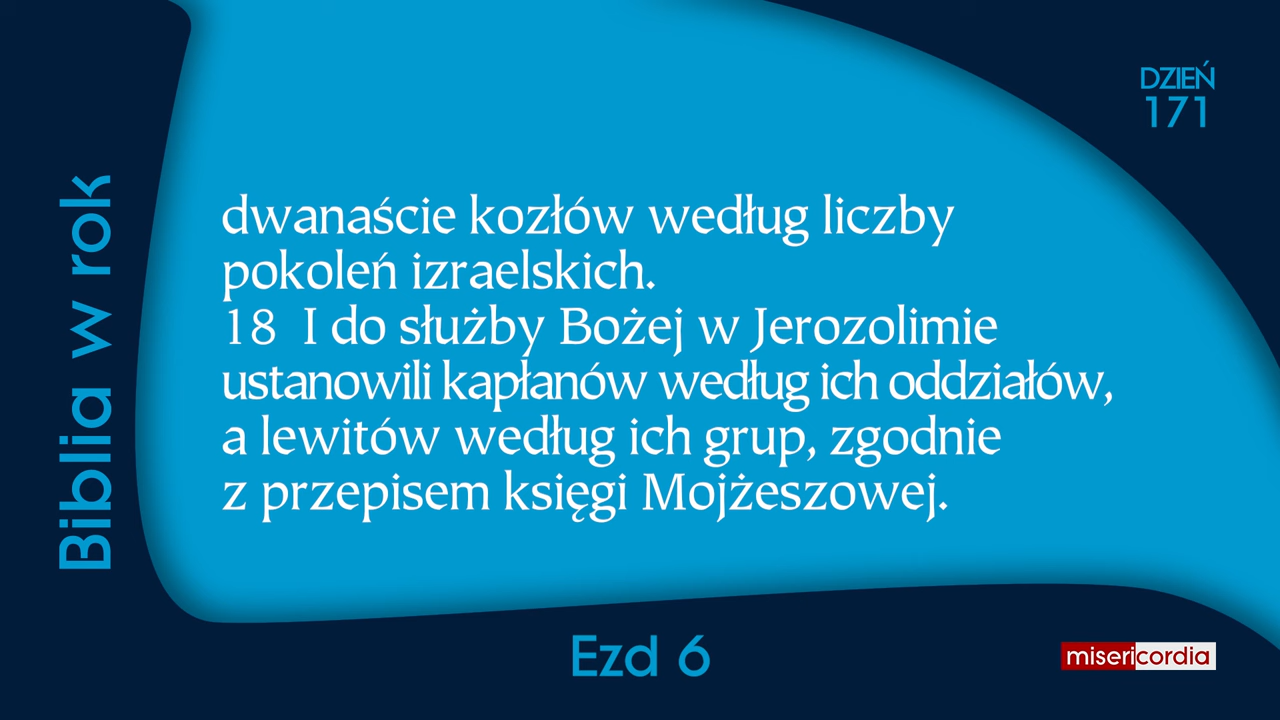 DZIEŃ
171
Biblia w rok
dwanaście kozłów według liczby
pokoleń izraelskich.
18 I do służby Bożej w Jerozolimie
ustanowili kapłanów według ich oddziałów,
a lewitów według ich grup, zgodnie
z przepisem księgi Mojżeszowej.
Ezd 6
misericordia